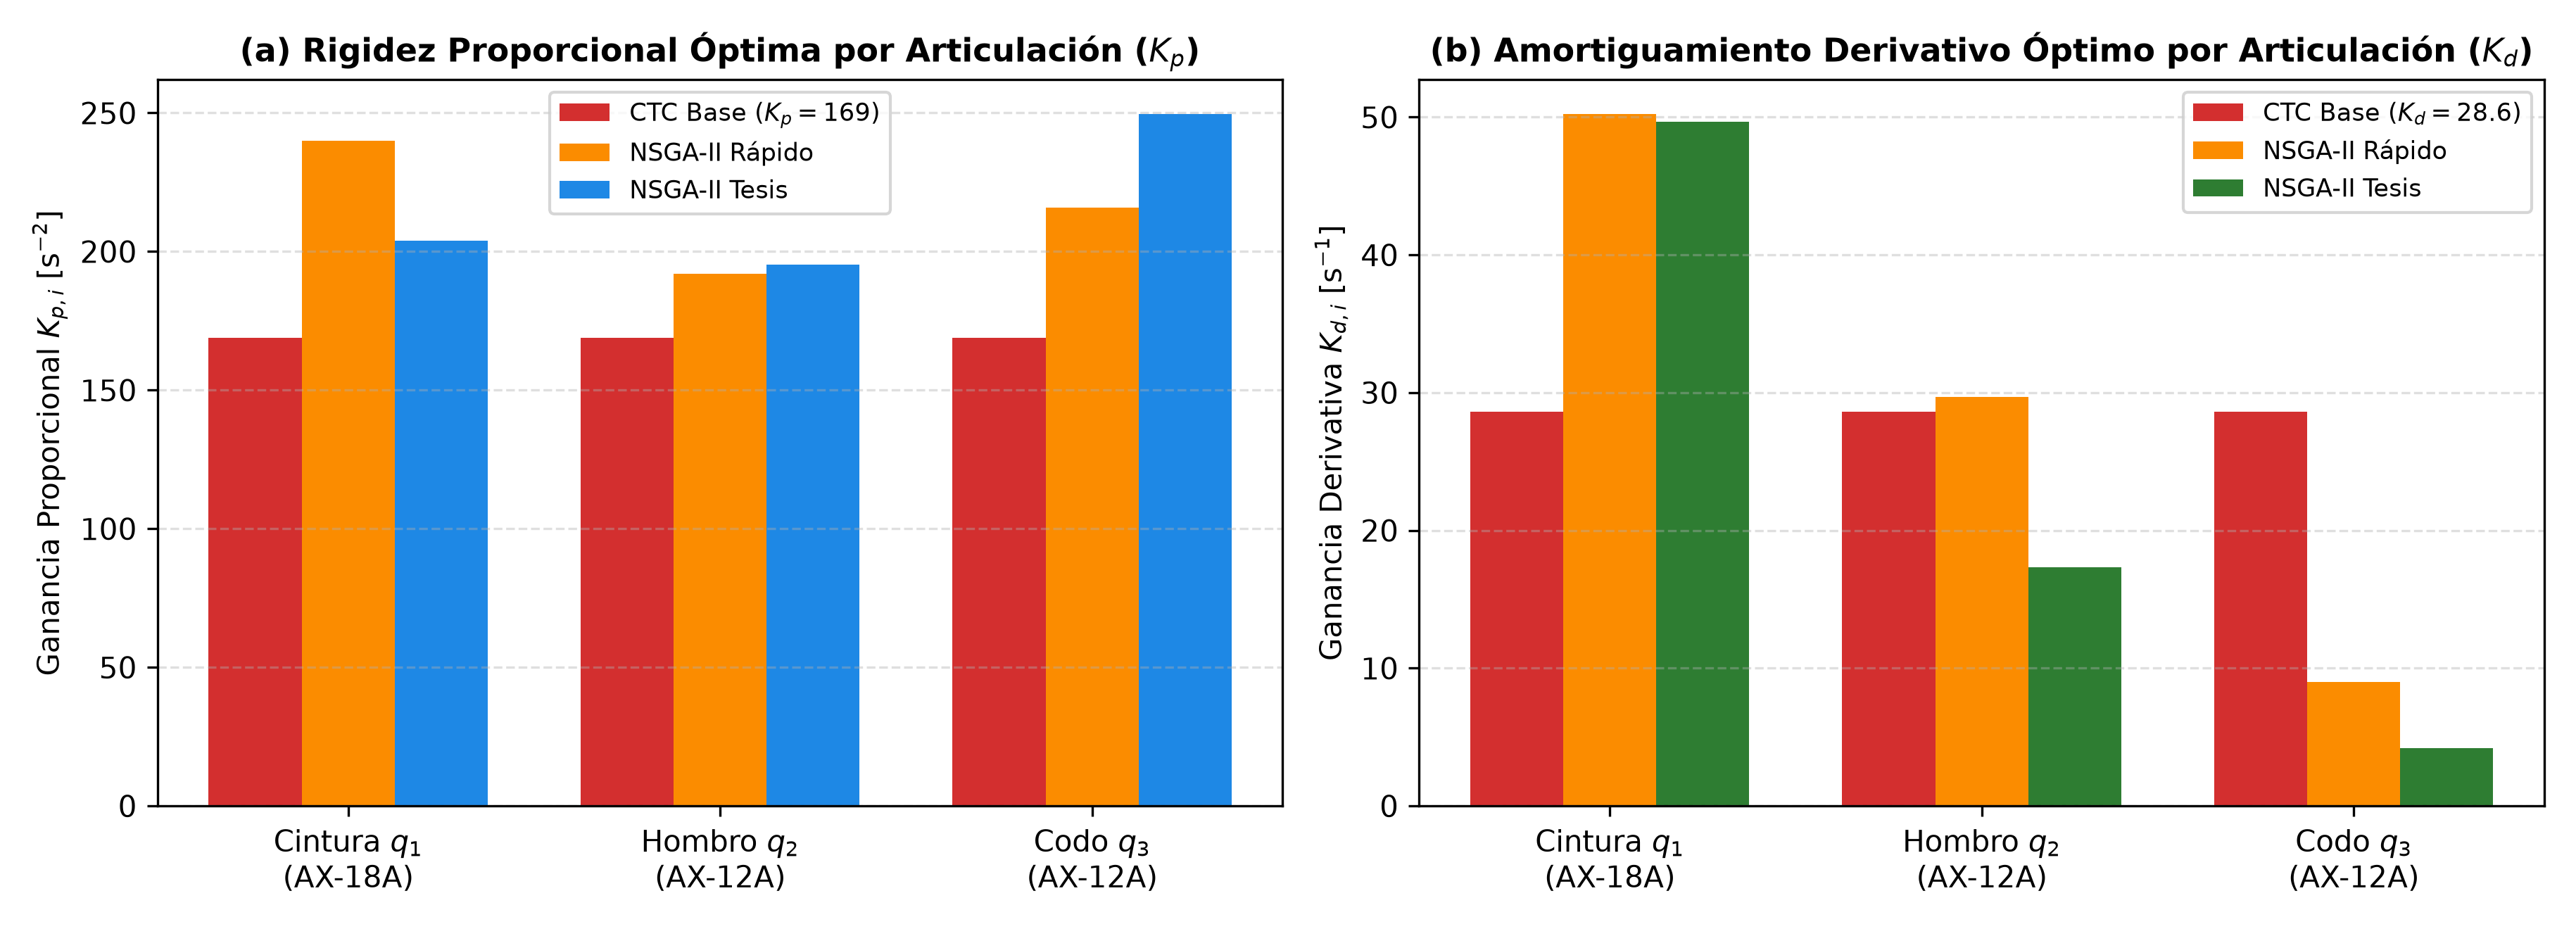 (a) Rigidez Proporcional Óptima por Articulación (Kp)
Ganancia Proporcional Kp,i [s−2]
250
200
150
100
50
0
CTC Base (Kp = 169)
NSGA-II Rápido
NSGA-II Tesis
Cintura q1
(AX-18A)
Hombro q2
(AX-12A)
Codo q3
(AX-12A)
(b) Amortiguamiento Derivativo Óptimo por Articulación (Kd)
Ganancia Derivativa Kd,i [s−1]
50
40
30
20
10
0
CTC Base (Kd = 28.6)
NSGA-II Rápido
NSGA-II Tesis
Cintura q1
(AX-18A)
Hombro q2
(AX-12A)
Codo q3
(AX-12A)